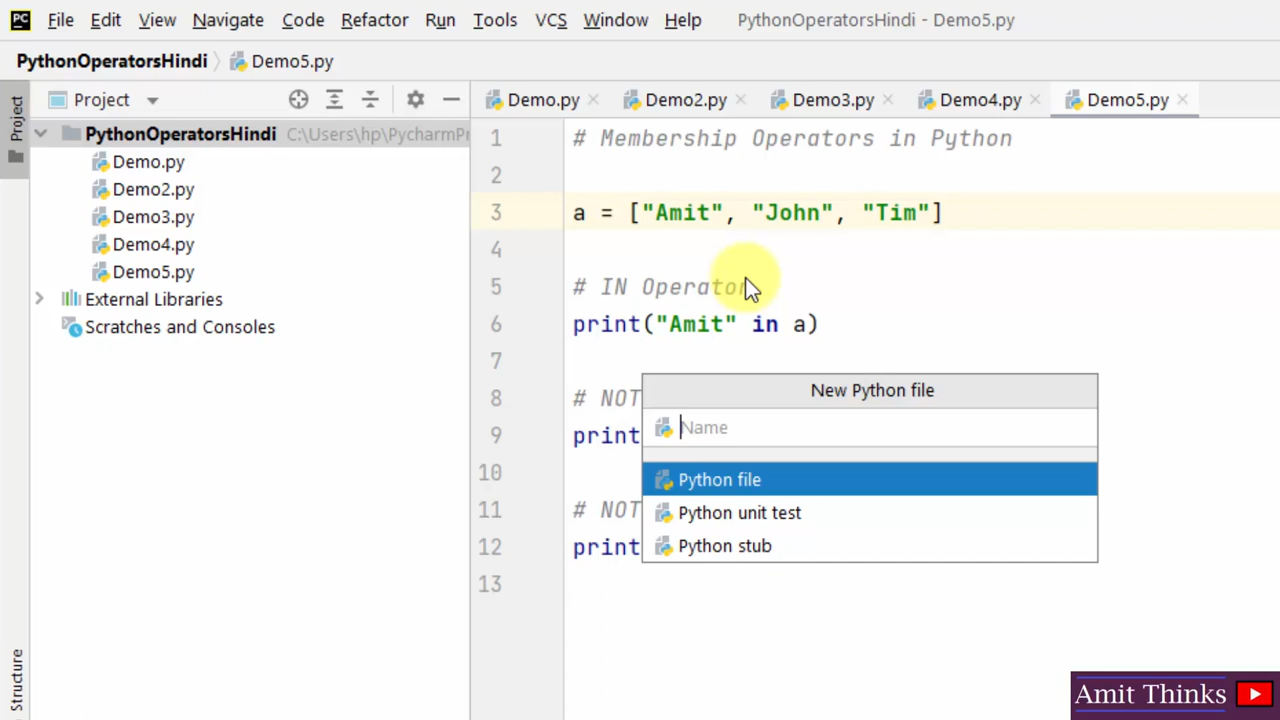 PC File Edit View Navigate Code Refactor Run Tools VCS Window Help PythonOperatorsHindi - Demo5.py
PythonOperatorsHindi Demo5.py
Project
Project
Demo.py Demo2.py Demo3.py Demo4.py Demo5.py
PythonOperatorsHindi C:\Users\hp\PycharmPr
Demo.py
Demo2.py
Demo3.py
Demo4.py
Demo5.py
External Libraries
Scratches and Consoles
1 # Membership Operators in Python
2
3 a = ["Amit", "John", "Tim"]
4
5 # IN Operator
6 print("Amit" in a)
7
8 # NOT
9 print
10
11 # NOT
12 print
13
New Python file
Name
Python file
Python unit test
Python stub
Structure
Amit Thinks